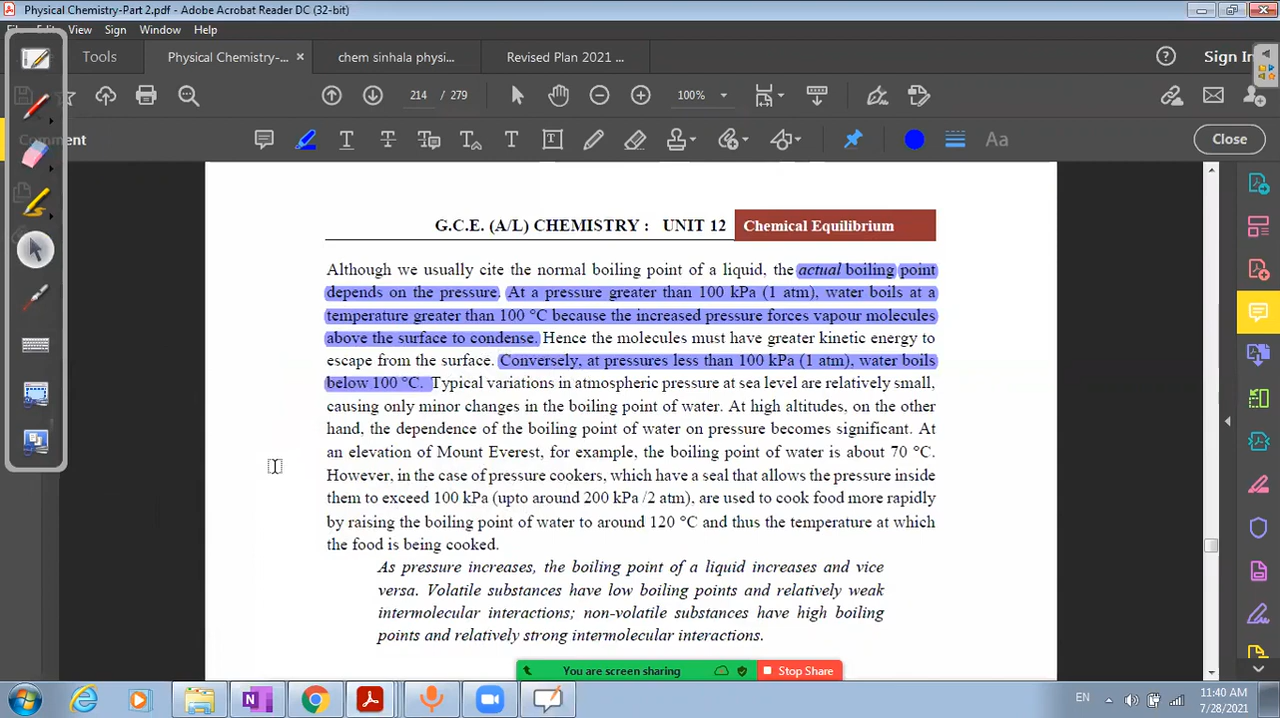 Physical Chemistry-Part 2.pdf - Adobe Acrobat Reader DC (32-bit)
View Sign Window Help
Tools Physical Chemistry-... × chem sinhala physi... Revised Plan 2021 ... Sign In
214 / 279 100%
Comment Aa Close
G.C.E. (A/L) CHEMISTRY : UNIT 12 Chemical Equilibrium
Although we usually cite the normal boiling point of a liquid, the actual boiling point
depends on the pressure. At a pressure greater than 100 kPa (1 atm), water boils at a
temperature greater than 100 °C because the increased pressure forces vapour molecules
above the surface to condense. Hence the molecules must have greater kinetic energy to
escape from the surface. Conversely, at pressures less than 100 kPa (1 atm), water boils
below 100 °C. Typical variations in atmospheric pressure at sea level are relatively small,
causing only minor changes in the boiling point of water. At high altitudes, on the other
hand, the dependence of the boiling point of water on pressure becomes significant. At
an elevation of Mount Everest, for example, the boiling point of water is about 70 °C.
However, in the case of pressure cookers, which have a seal that allows the pressure inside
them to exceed 100 kPa (upto around 200 kPa /2 atm), are used to cook food more rapidly
by raising the boiling point of water to around 120 °C and thus the temperature at which
the food is being cooked.
As pressure increases, the boiling point of a liquid increases and vice
versa. Volatile substances have low boiling points and relatively weak
intermolecular interactions; non-volatile substances have high boiling
points and relatively strong intermolecular interactions.
You are screen sharing Stop Share
EN 11:40 AM
7/28/2021